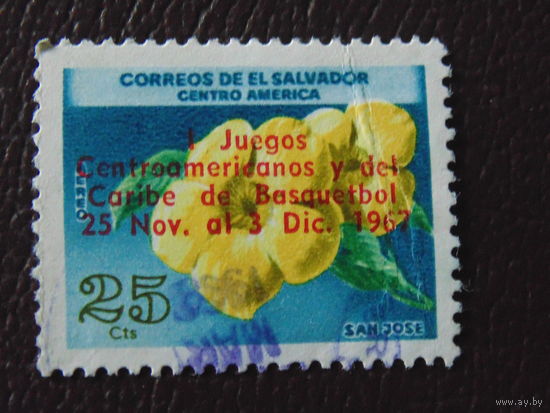 CORREOS DE EL SALVADOR
CENTRO AMERICA
I Juegos
Centroamericanos y del
Caribe de Basquetbol
25 Nov. al 3 Dic. 1967
25
Cts
SAN JOSE
www.ay.by